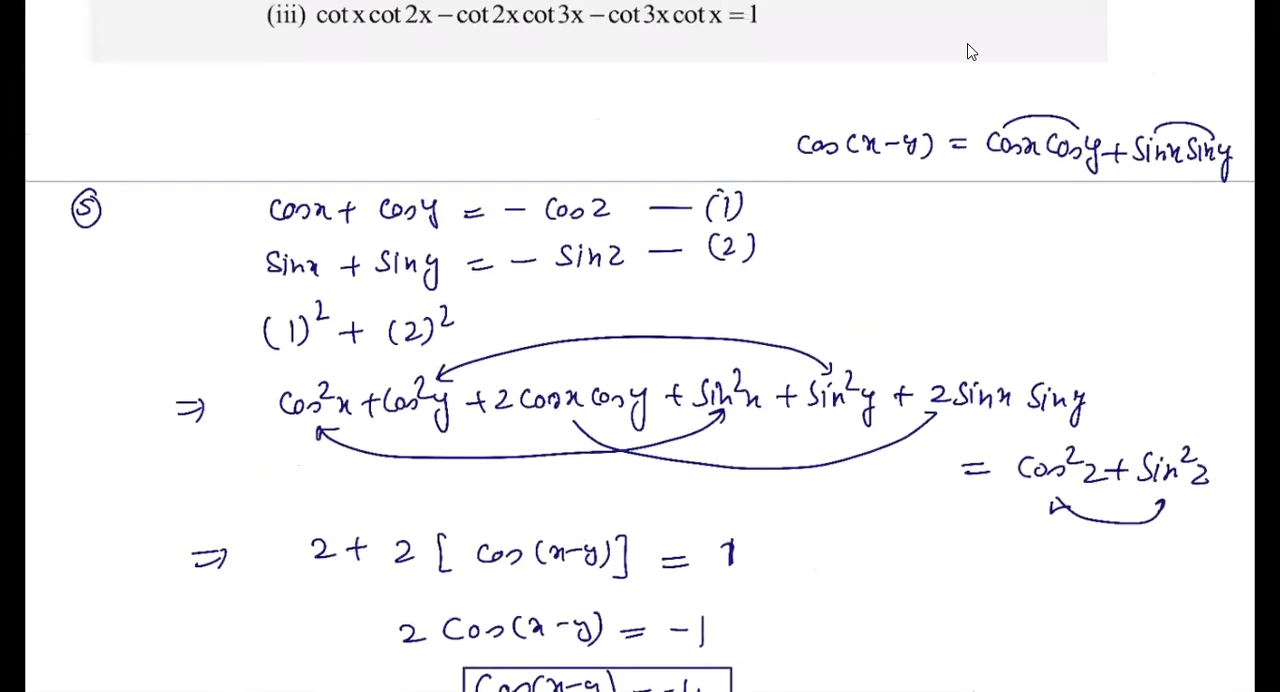 (iii) cot x cot 2x – cot 2x cot 3x – cot 3x cot x = 1
cos(x-y) = cosx cosy + sinx siny
5
cosx + cosy = - cosz — (1)
sinx + siny = - sinz — (2)
(1)² + (2)²
⇒ cos²x + cos²y + 2 cosx cosy + sin²x + sin²y + 2 sinx siny
= cos²z + sin²z
⇒ 2 + 2 [ cos(x-y)] = 1
2 cos(x-y) = -1
cos(x-y) =